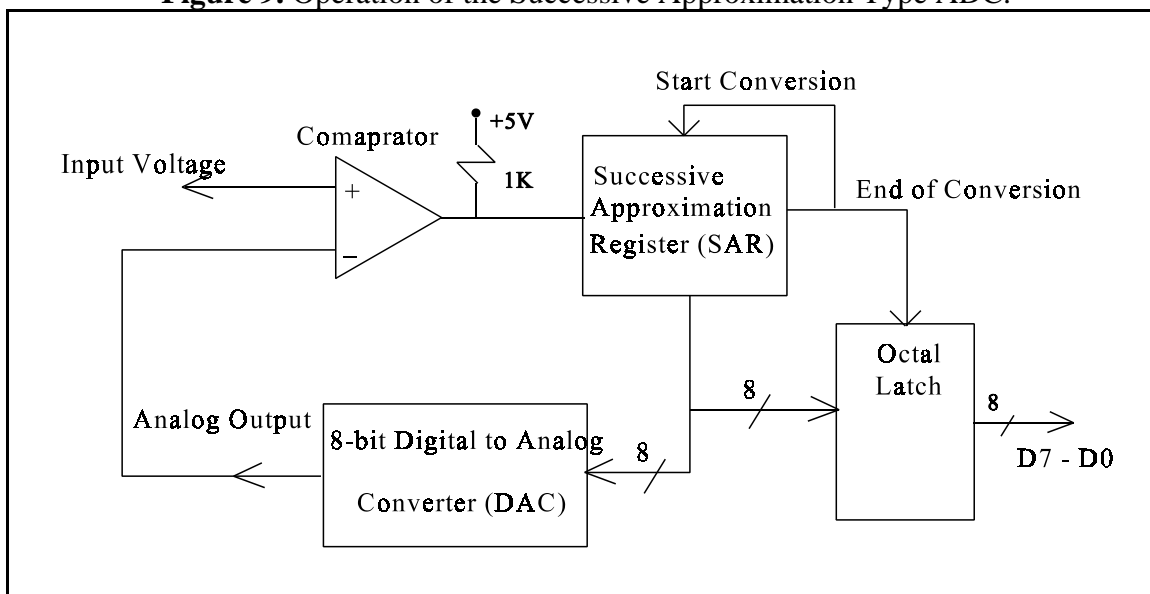 Figure 9. Operation of the Successive Approximation Type ADC.
Start Conversion
+5V
Comaprator
Input Voltage
1K
+
−
Successive
Approximation
Register (SAR)
End of Conversion
Octal
Latch
8
8
D7 - D0
Analog Output
8-bit Digital to Analog
Converter (DAC)
8